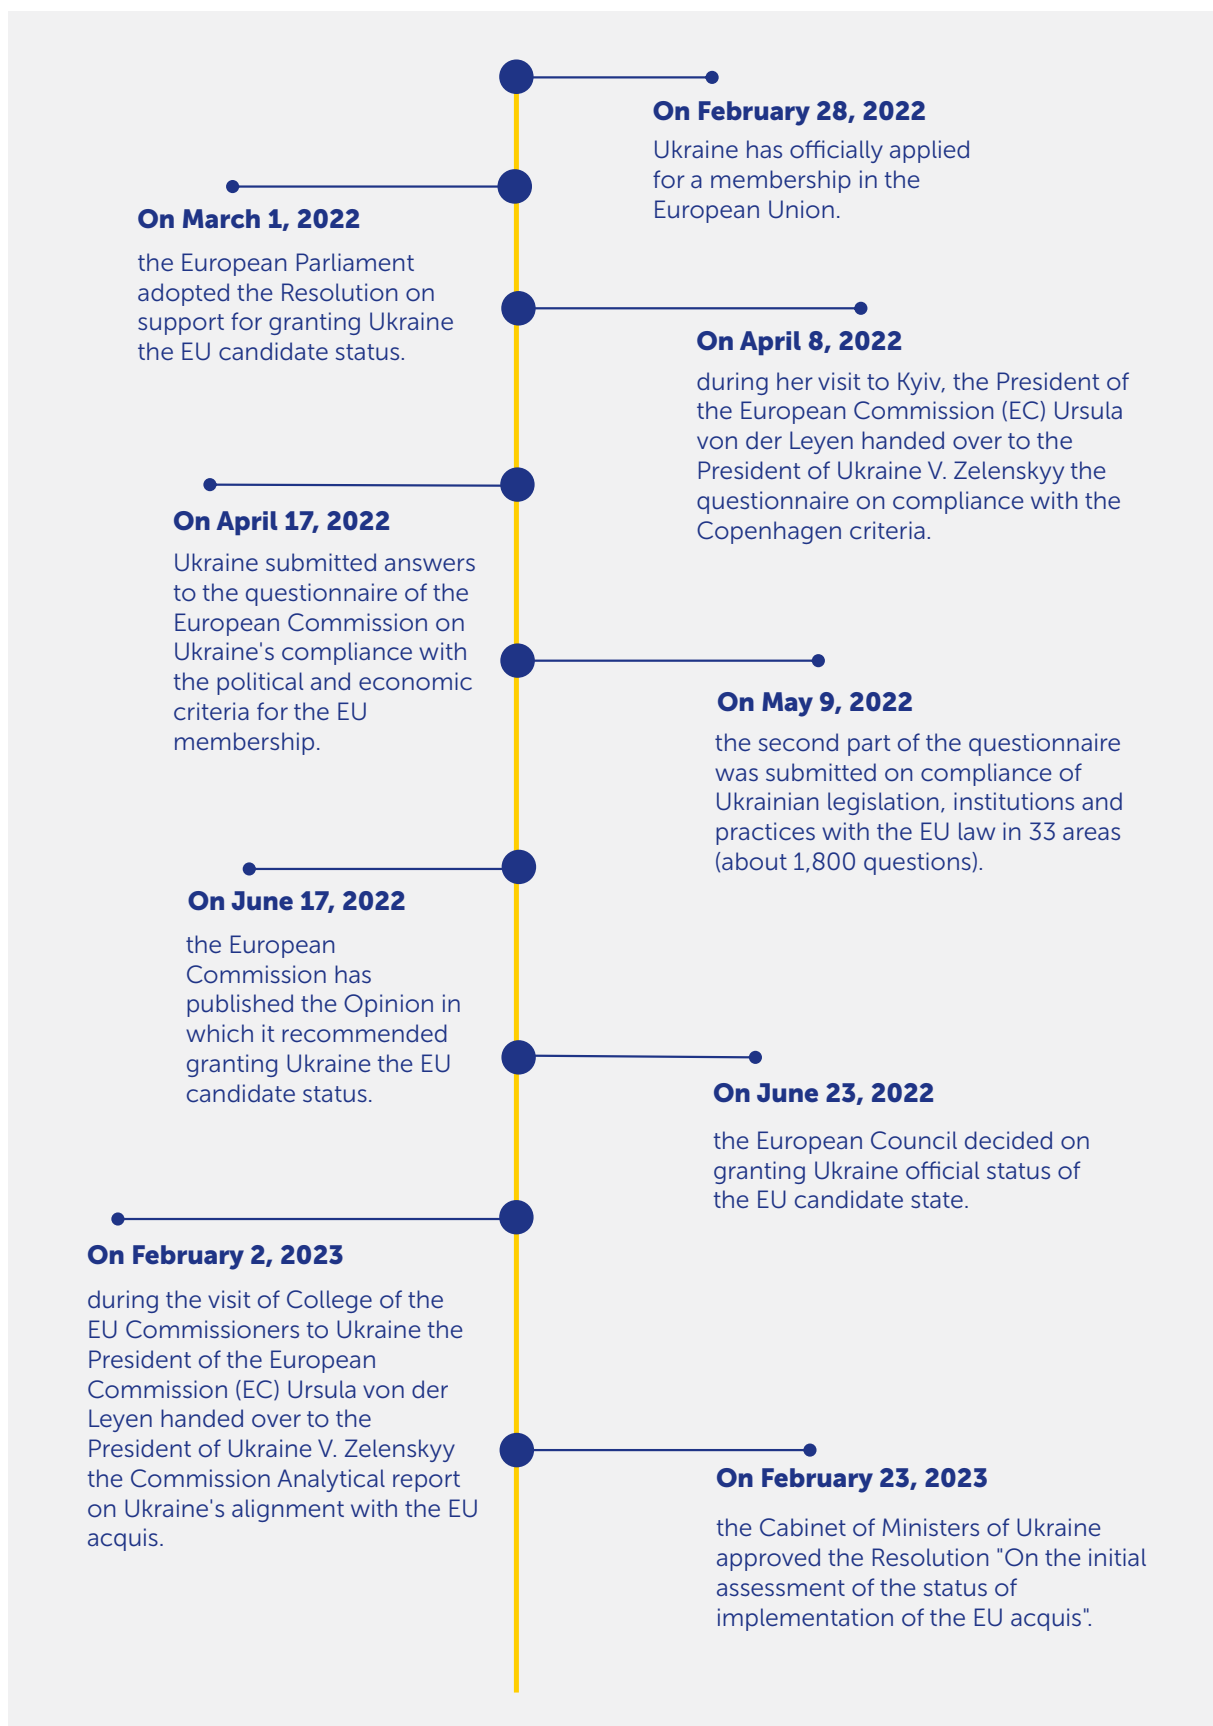 On February 28, 2022
Ukraine has officially applied
for a membership in the
European Union.
On March 1, 2022
the European Parliament
adopted the Resolution on
support for granting Ukraine
the EU candidate status.
On April 8, 2022
during her visit to Kyiv, the President of
the European Commission (EC) Ursula
von der Leyen handed over to the
President of Ukraine V. Zelenskyy the
questionnaire on compliance with the
Copenhagen criteria.
On April 17, 2022
Ukraine submitted answers
to the questionnaire of the
European Commission on
Ukraine's compliance with
the political and economic
criteria for the EU
membership.
On May 9, 2022
the second part of the questionnaire
was submitted on compliance of
Ukrainian legislation, institutions and
practices with the EU law in 33 areas
(about 1,800 questions).
On June 17, 2022
the European
Commission has
published the Opinion in
which it recommended
granting Ukraine the EU
candidate status.
On June 23, 2022
the European Council decided on
granting Ukraine official status of
the EU candidate state.
On February 2, 2023
during the visit of College of the
EU Commissioners to Ukraine the
President of the European
Commission (EC) Ursula von der
Leyen handed over to the
President of Ukraine V. Zelenskyy
the Commission Analytical report
on Ukraine's alignment with the EU
acquis.
On February 23, 2023
the Cabinet of Ministers of Ukraine
approved the Resolution "On the initial
assessment of the status of
implementation of the EU acquis".